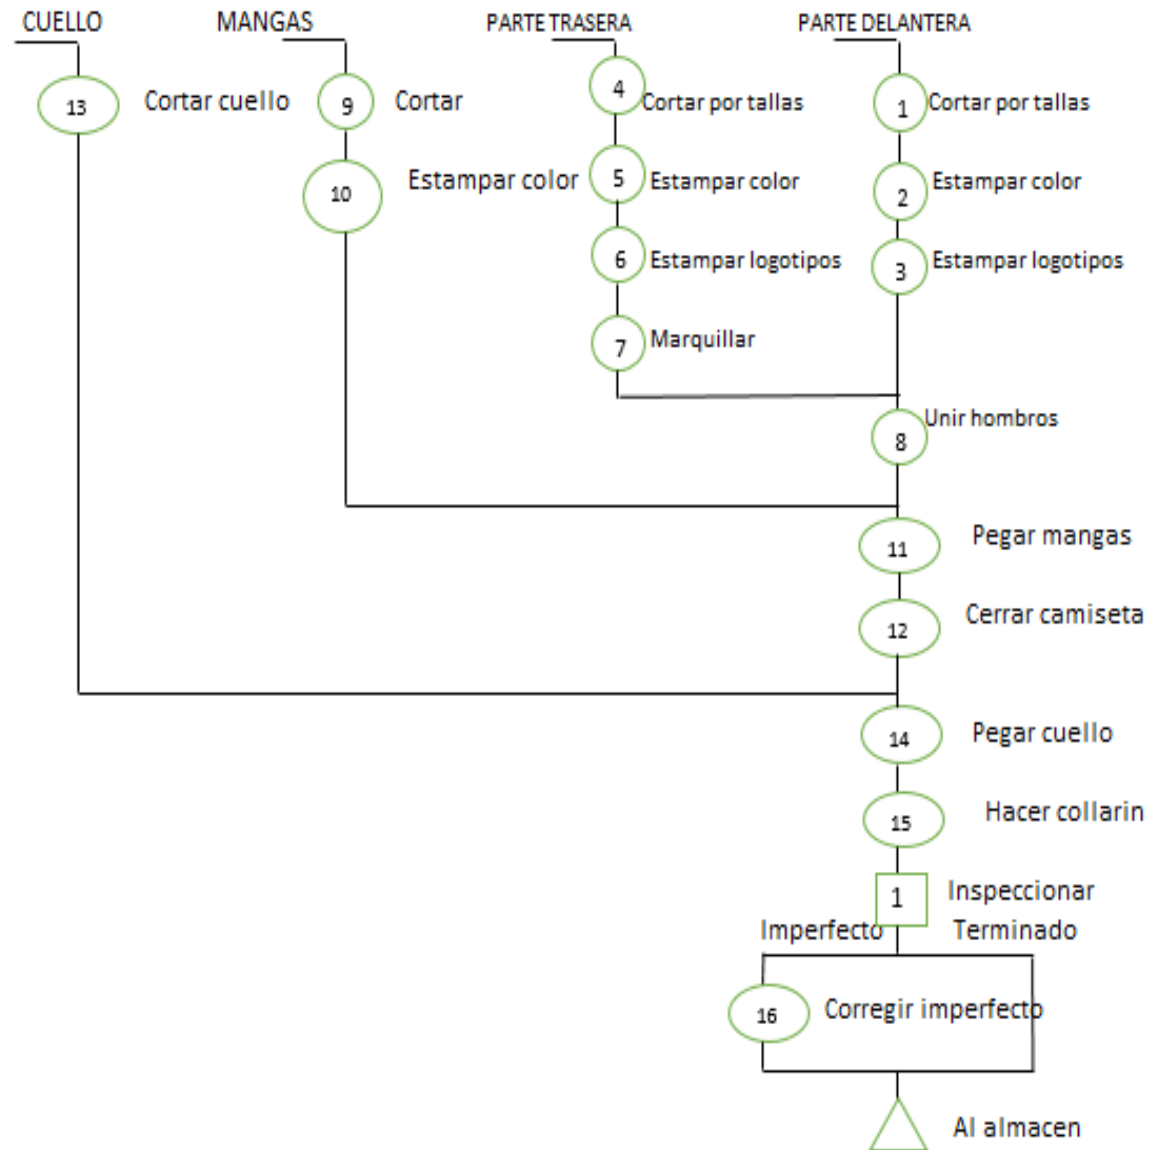 CUELLO MANGAS PARTE TRASERA PARTE DELANTERA
13 Cortar cuello 9 Cortar 4 Cortar por tallas 1 Cortar por tallas
10 Estampar color 5 Estampar color 2 Estampar color
6 Estampar logotipos 3 Estampar logotipos
7 Marquillar
8 Unir hombros
11 Pegar mangas
12 Cerrar camiseta
14 Pegar cuello
15 Hacer collarin
1 Inspeccionar
Imperfecto Terminado
16 Corregir imperfecto
Al almacen